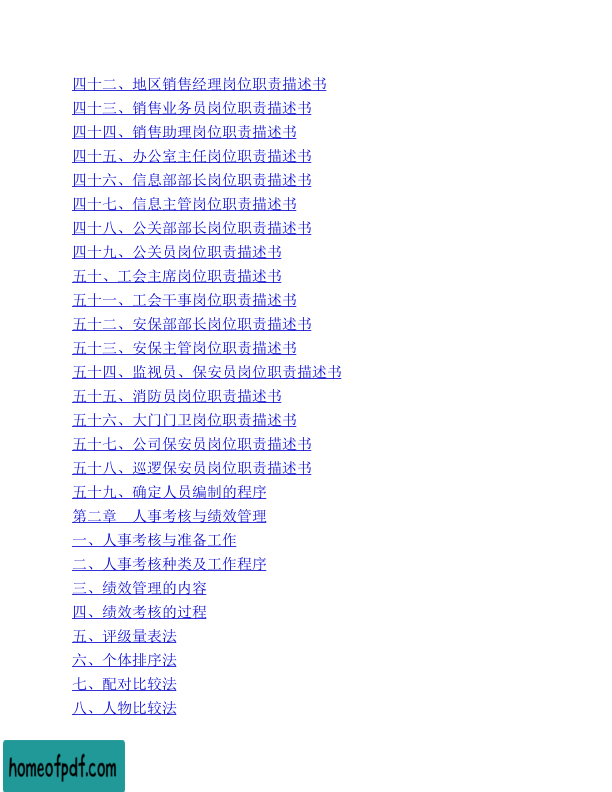 四十二、地区销售经理岗位职责描述书
四十三、销售业务员岗位职责描述书
四十四、销售助理岗位职责描述书
四十五、办公室主任岗位职责描述书
四十六、信息部部长岗位职责描述书
四十七、信息主管岗位职责描述书
四十八、公关部部长岗位职责描述书
四十九、公关员岗位职责描述书
五十、工会主席岗位职责描述书
五十一、工会干事岗位职责描述书
五十二、安保部部长岗位职责描述书
五十三、安保主管岗位职责描述书
五十四、监视员、保安员岗位职责描述书
五十五、消防员岗位职责描述书
五十六、大门门卫岗位职责描述书
五十七、公司保安员岗位职责描述书
五十八、巡逻保安员岗位职责描述书
五十九、确定人员编制的程序
第二章　人事考核与绩效管理
一、人事考核与准备工作
二、人事考核种类及工作程序
三、绩效管理的内容
四、绩效考核的过程
五、评级量表法
六、个体排序法
七、配对比较法
八、人物比较法
homeofpdf.com